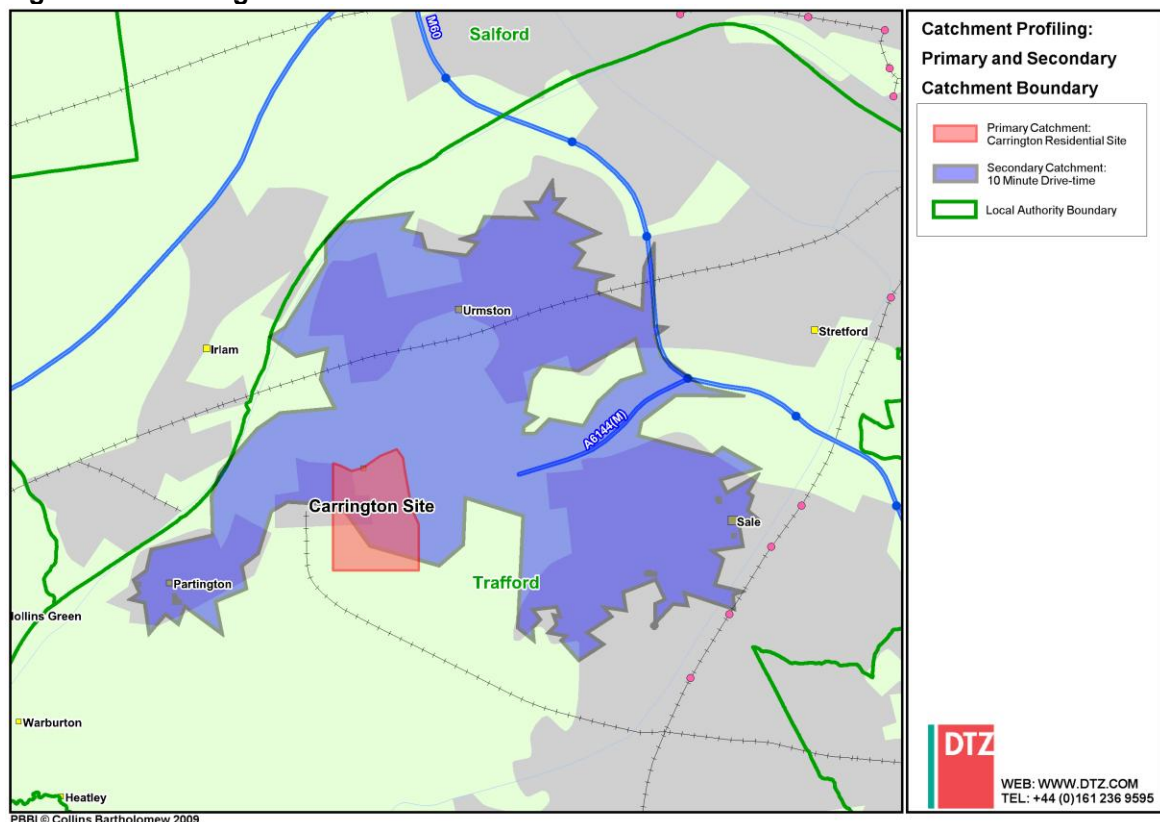 M60
Salford
Urmston
Irlam
Stretford
A6144(M)
Carrington Site
Sale
Partington
Trafford
Hollins Green
Warburton
Heatley
PBBI © Collins Bartholomew 2009
Catchment Profiling:
Primary and Secondary
Catchment Boundary
Primary Catchment:
Carrington Residential Site
Secondary Catchment:
10 Minute Drive-time
Local Authority Boundary
DTZ
WEB: WWW.DTZ.COM
TEL: +44 (0)161 236 9595